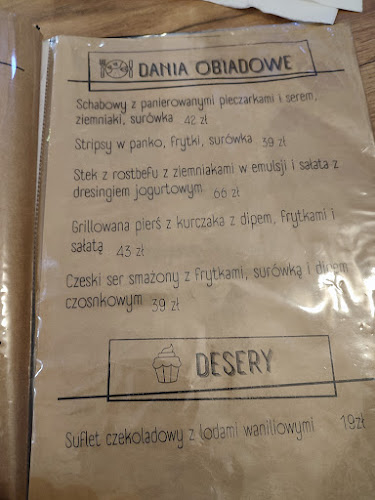 DANIA OBIADOWE
Schabowy z panierowanymi pieczarkami i serem,
ziemniaki, surówka 42 zł
Stripsy w panko, frytki, surówka 39 zł
Stek z rostbefu z ziemniakami w emulsji i sałata z
dresingiem jogurtowym 66 zł
Grillowana pierś z kurczaka z dipem, frytkami i
sałatą 43 zł
Czeski ser smażony z frytkami, surówką i dipem
czosnkowym 39 zł
DESERY
Suflet czekoladowy z lodami waniliowymi 19zł